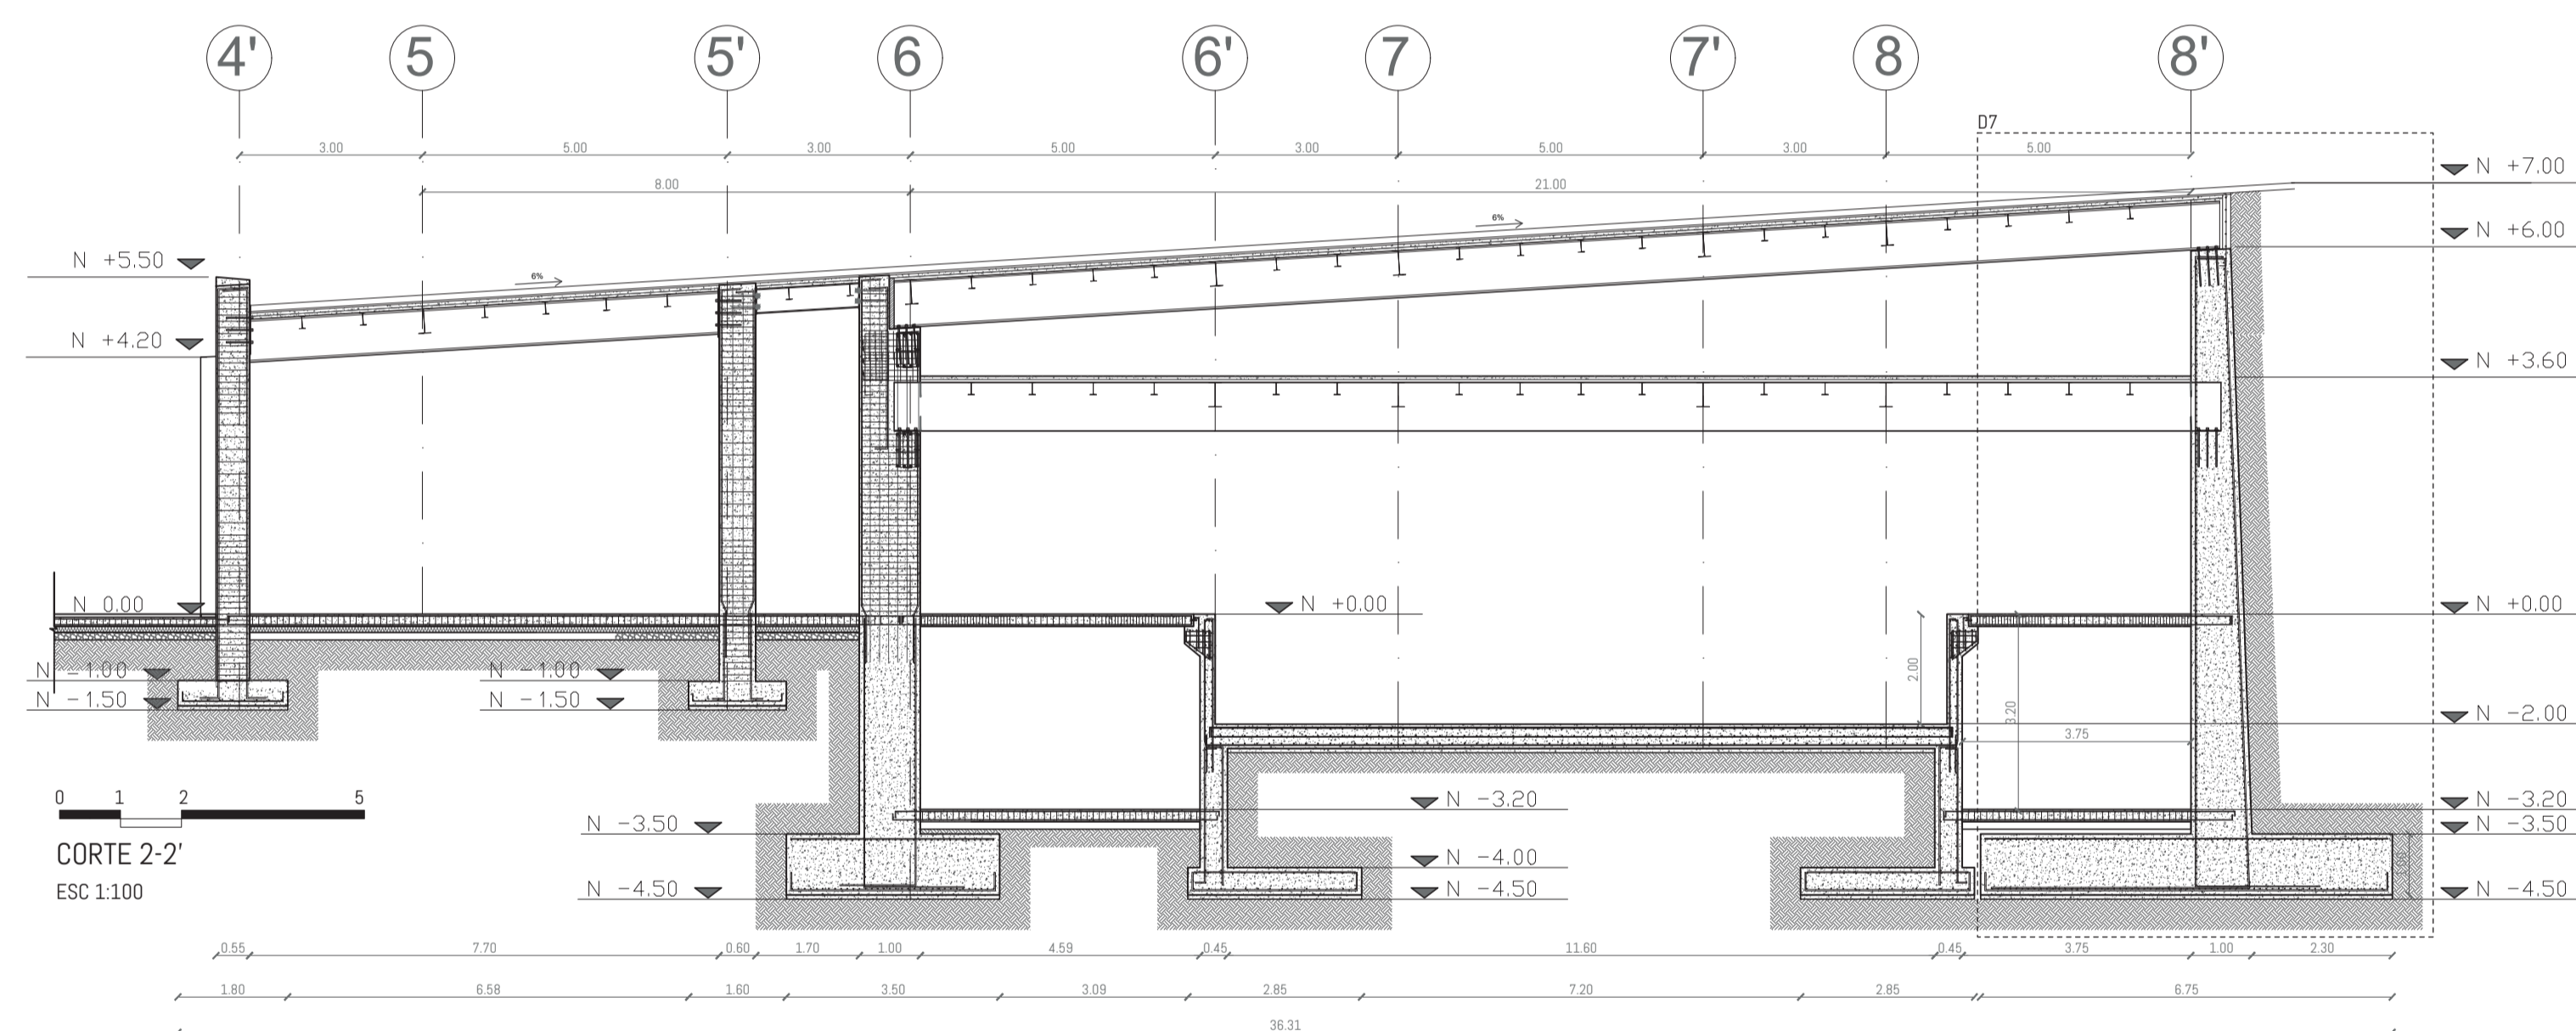 4' 5 5' 6 6' 7 7' 8 8'
D7
3.00 5.00 3.00 5.00 3.00 5.00 3.00 5.00
N +7.00
8.00 21.00
6%
N +6.00
N +5.50
6%
N +4.20
N +3.60
N 0.00
N +0.00
N +0.00
N -1.00
N -1.00
2.00
N -1.50
N -1.50
3.20
N -2.00
3.75
0 1 2 5
N -3.20
N -3.20
N -3.50
N -3.50
CORTE 2-2'
N -4.00
1.00
ESC 1:100
N -4.50
N -4.50
N -4.50
0.55 7.70 0.60 1.70 1.00 4.59 0.45 11.60 0.45 3.75 1.00 2.30
1.80 6.58 1.60 3.50 3.09 2.85 7.20 2.85 6.75
36.31